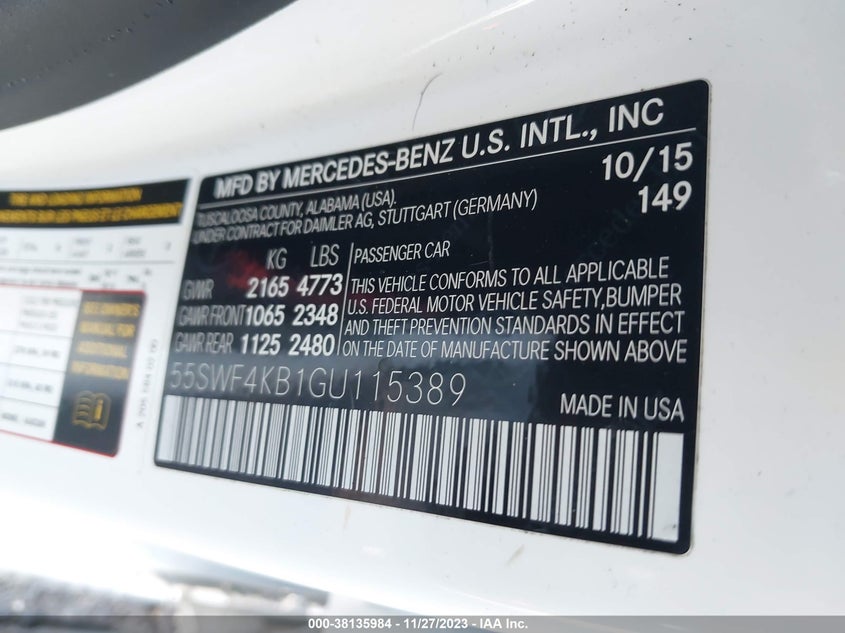 MFD BY MERCEDES-BENZ U.S. INTL., INC
TUSCALOOSA COUNTY, ALABAMA (USA).
UNDER CONTRACT FOR DAIMLER AG, STUTTGART (GERMANY)
10/15
149
KG LBS
GVWR 2165 4773
GAWR FRONT 1065 2348
GAWR REAR 1125 2480
PASSENGER CAR
THIS VEHICLE CONFORMS TO ALL APPLICABLE
U.S. FEDERAL MOTOR VEHICLE SAFETY,BUMPER
AND THEFT PREVENTION STANDARDS IN EFFECT
ON THE DATE OF MANUFACTURE SHOWN ABOVE
55SWF4KB1GU115389
MADE IN USA
TIRE AND LOADING INFORMATION
SEE OWNER'S
MANUAL FOR
ADDITIONAL
INFORMATION
000-38135984 - 11/27/2023 - IAA Inc.